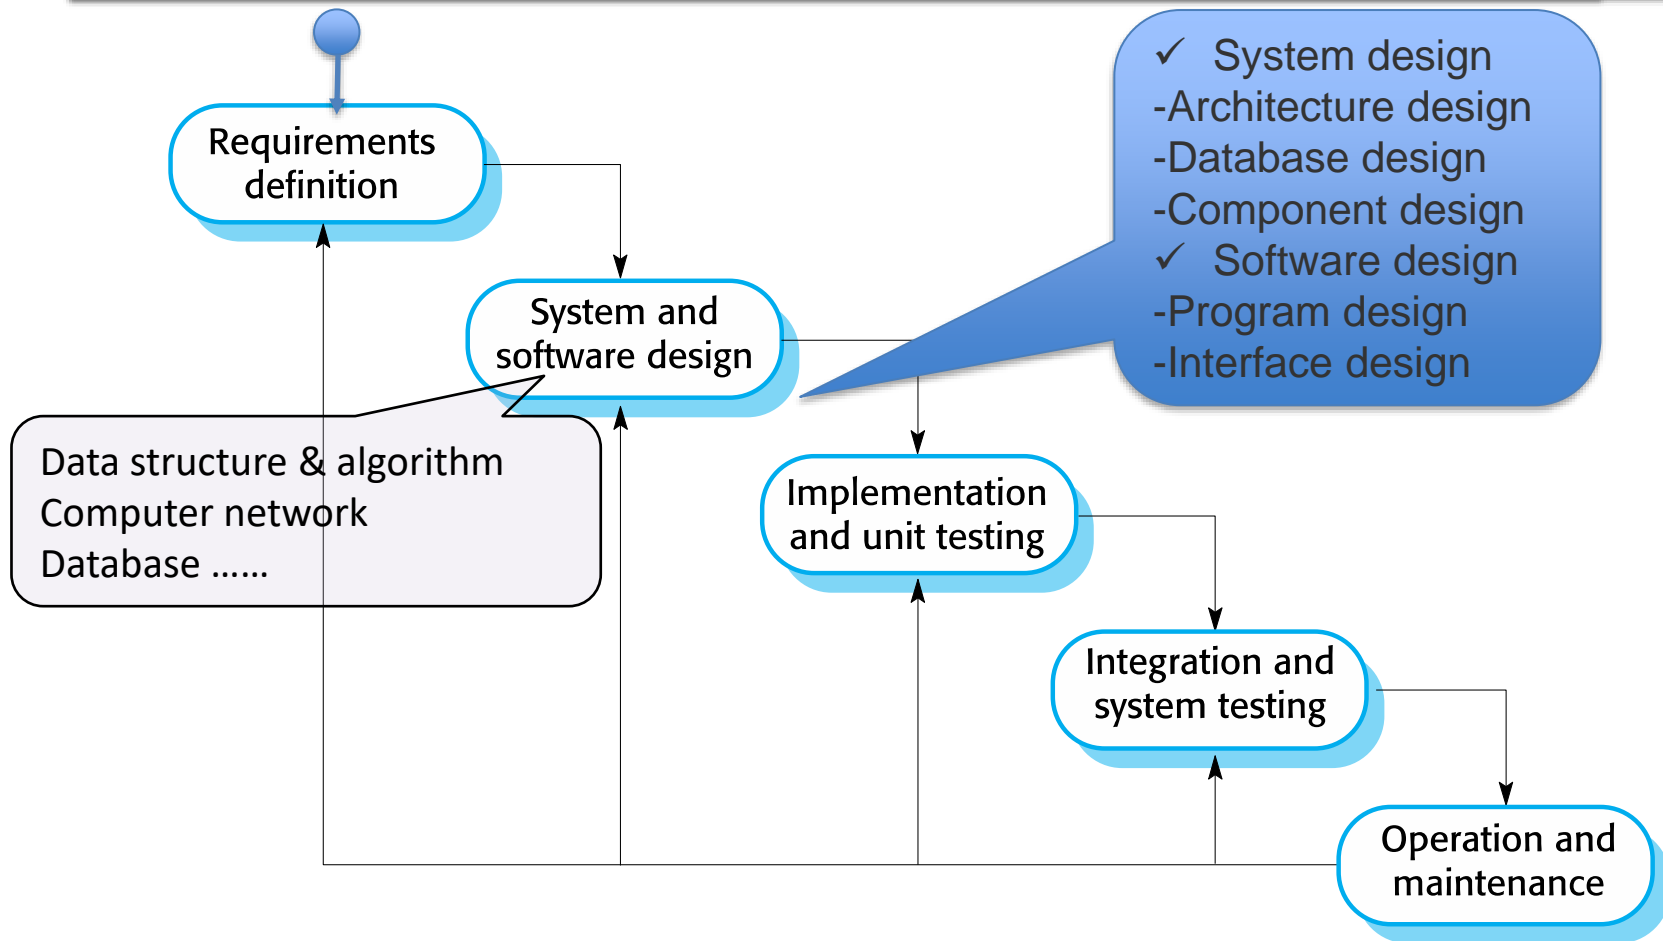 Requirements
definition
✓ System design
-Architecture design
-Database design
-Component design
✓ Software design
-Program design
-Interface design
System and
software design
Data structure & algorithm
Computer network
Database ......
Implementation
and unit testing
Integration and
system testing
Operation and
maintenance